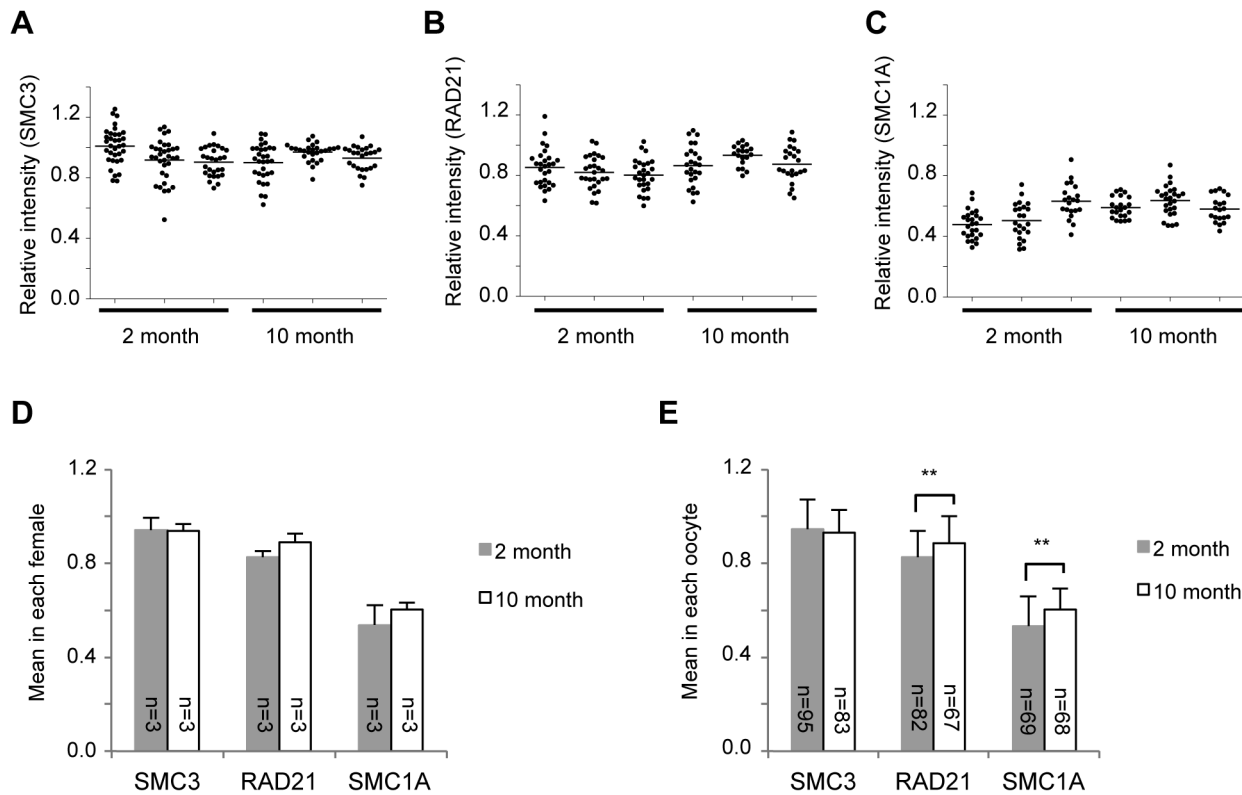 A
Relative intensity (SMC3)
1.2
0.8
0.4
0.0
2 month
10 month
B
Relative intensity (RAD21)
1.2
0.8
0.4
0.0
2 month
10 month
C
Relative intensity (SMC1A)
1.2
0.8
0.4
0.0
2 month
10 month
D
Mean in each female
1.2
0.8
0.4
0.0
n=3
n=3
n=3
n=3
n=3
n=3
SMC3
RAD21
SMC1A
2 month
10 month
E
Mean in each oocyte
1.2
0.8
0.4
0.0
**
**
n=95
n=83
n=82
n=67
n=69
n=68
SMC3
RAD21
SMC1A
2 month
10 month